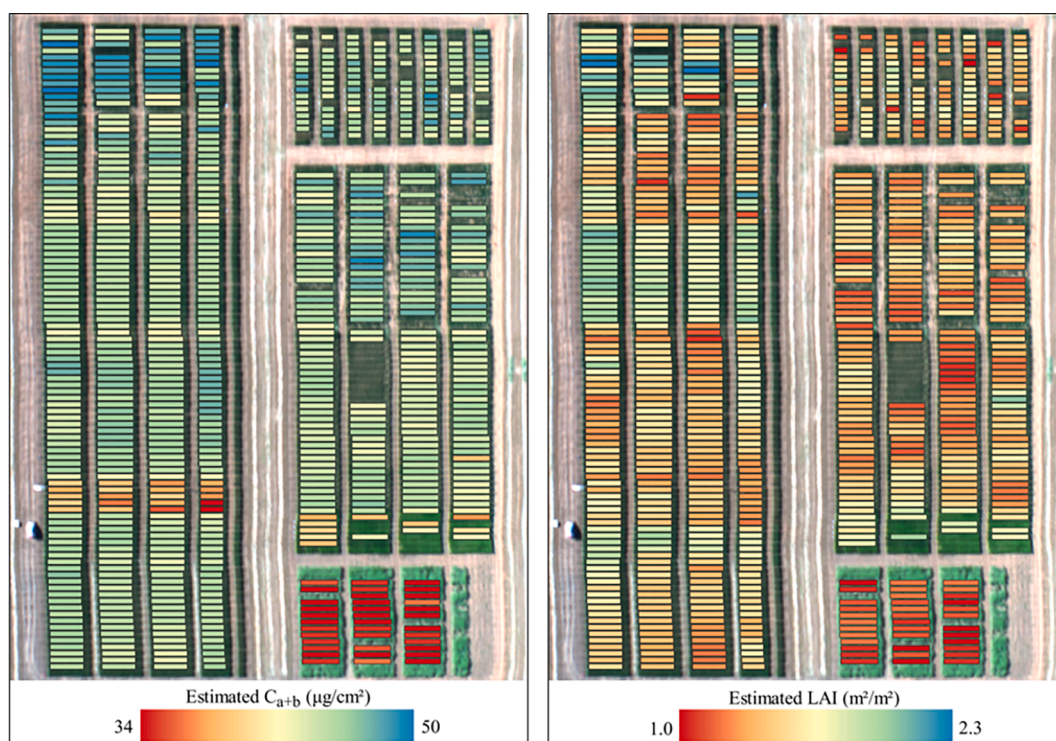 Estimated Ca+b (μg/cm²)
34
50
Estimated LAI (m²/m²)
1.0
2.3